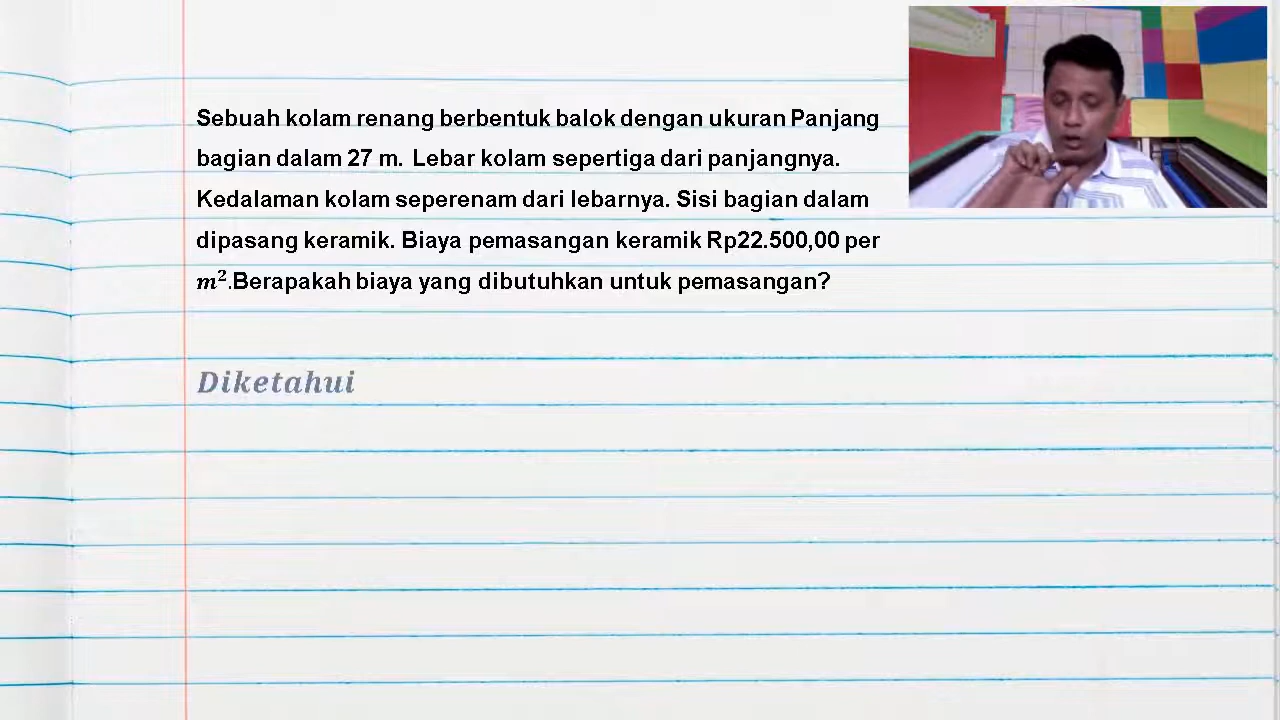 Sebuah kolam renang berbentuk balok dengan ukuran Panjang
bagian dalam 27 m. Lebar kolam sepertiga dari panjangnya.
Kedalaman kolam seperenam dari lebarnya. Sisi bagian dalam
dipasang keramik. Biaya pemasangan keramik Rp22.500,00 per
m².Berapakah biaya yang dibutuhkan untuk pemasangan?
Diketahui